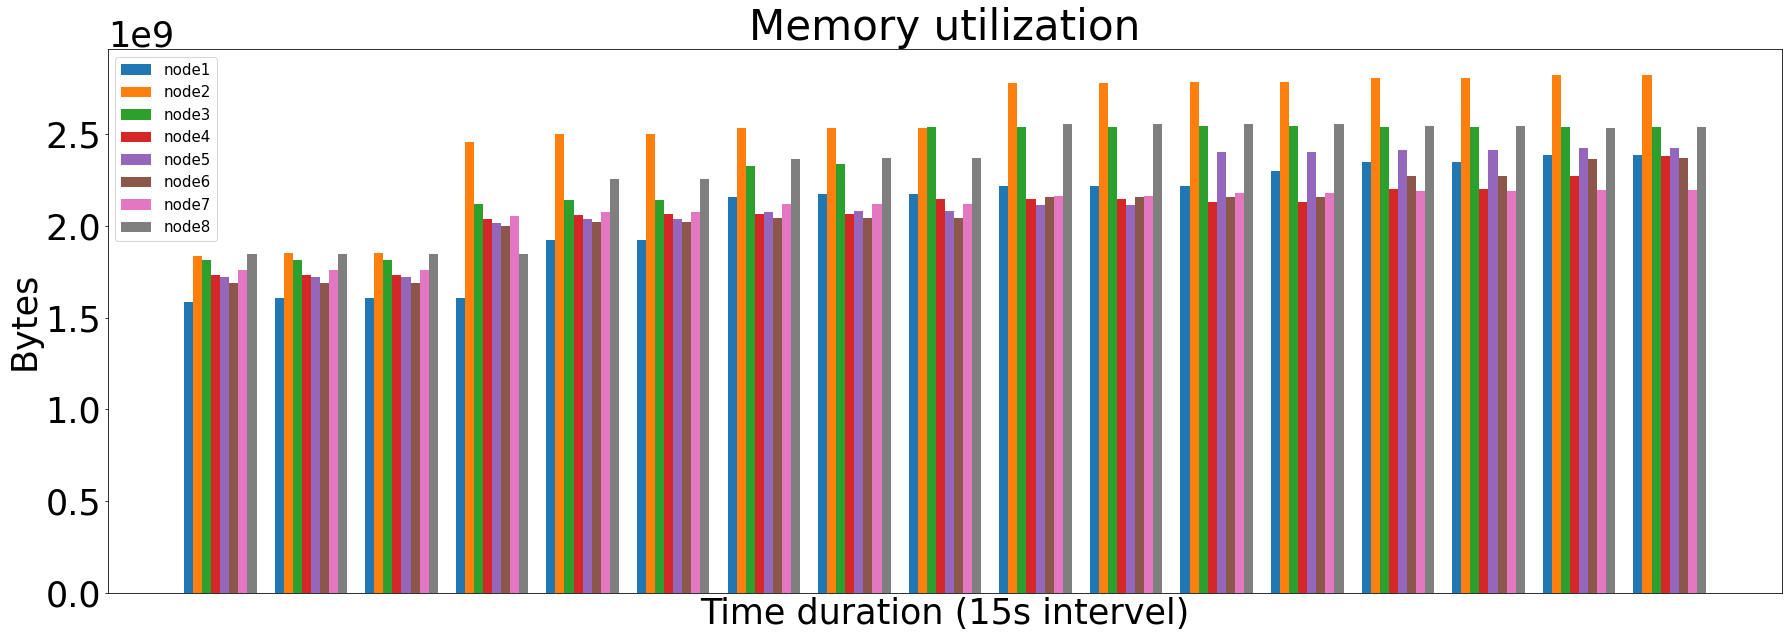 Memory utilization
1e9
node1
node2
node3
node4
node5
node6
node7
node8
2.5
2.0
1.5
1.0
0.5
0.0
Bytes
Time duration (15s intervel)